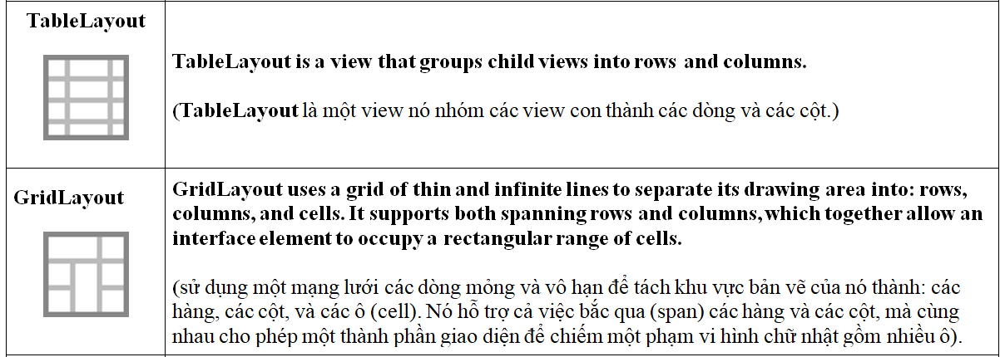 TableLayout
TableLayout is a view that groups child views into rows and columns.
(TableLayout là một view nó nhóm các view con thành các dòng và các cột.)
GridLayout
GridLayout uses a grid of thin and infinite lines to separate its drawing area into: rows,
columns, and cells. It supports both spanning rows and columns, which together allow an
interface element to occupy a rectangular range of cells.
(sử dụng một mạng lưới các dòng mỏng và vô hạn để tách khu vực bản vẽ của nó thành: các
hàng, các cột, và các ô (cell). Nó hỗ trợ cả việc bắc qua (span) các hàng và các cột, mà cùng
nhau cho phép một thành phần giao diện để chiếm một phạm vi hình chữ nhật gồm nhiều ô).